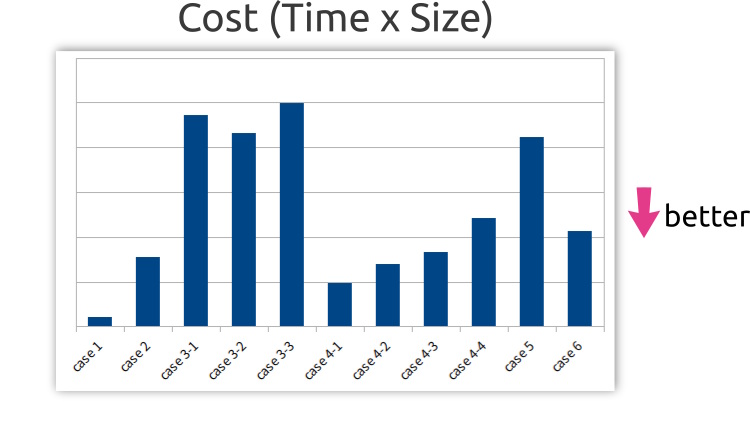 Cost (Time x Size)
better
case 1
case 2
case 3-1
case 3-2
case 3-3
case 4-1
case 4-2
case 4-3
case 4-4
case 5
case 6